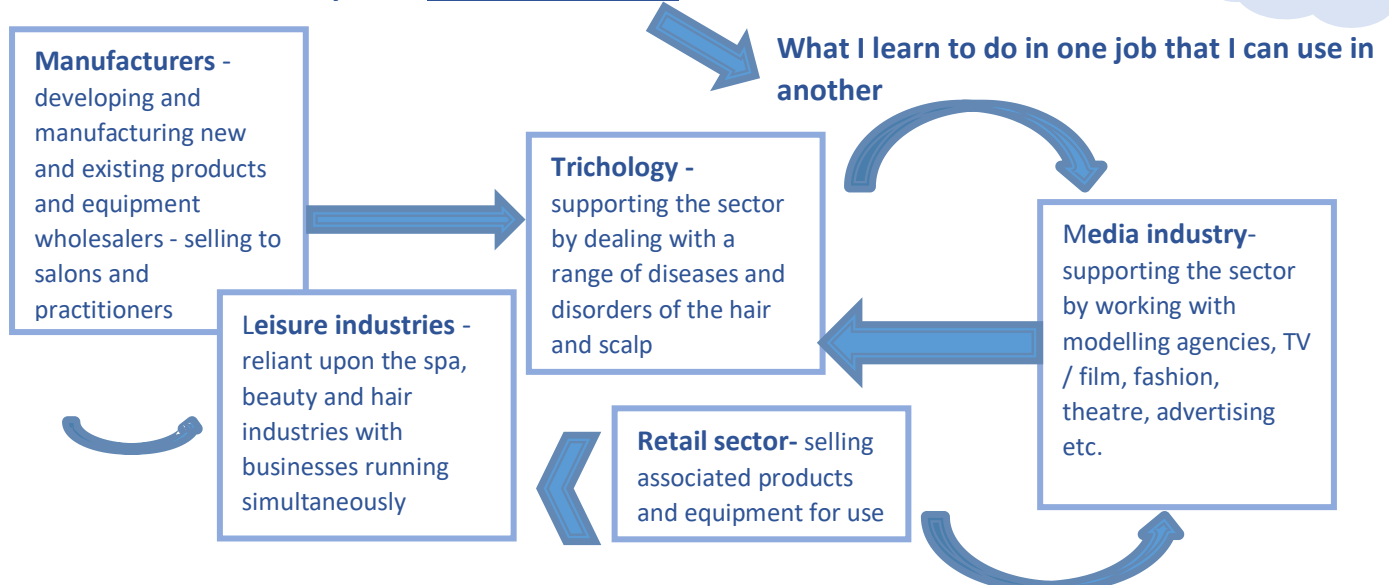 What I learn to do in one job that I can use in
another
Manufacturers -
developing and
manufacturing new
and existing products
and equipment
wholesalers - selling to
salons and
practitioners
Trichology -
supporting the sector
by dealing with a
range of diseases and
disorders of the hair
and scalp
Media industry-
supporting the sector
by working with
modelling agencies, TV
/ film, fashion,
theatre, advertising
etc.
Leisure industries -
reliant upon the spa,
beauty and hair
industries with
businesses running
simultaneously
Retail sector- selling
associated products
and equipment for use